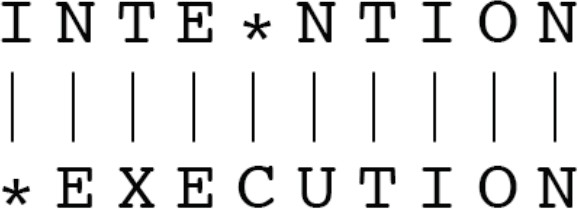 I N T E * N T I O N
| | | | | | | | | |
* E X E C U T I O N